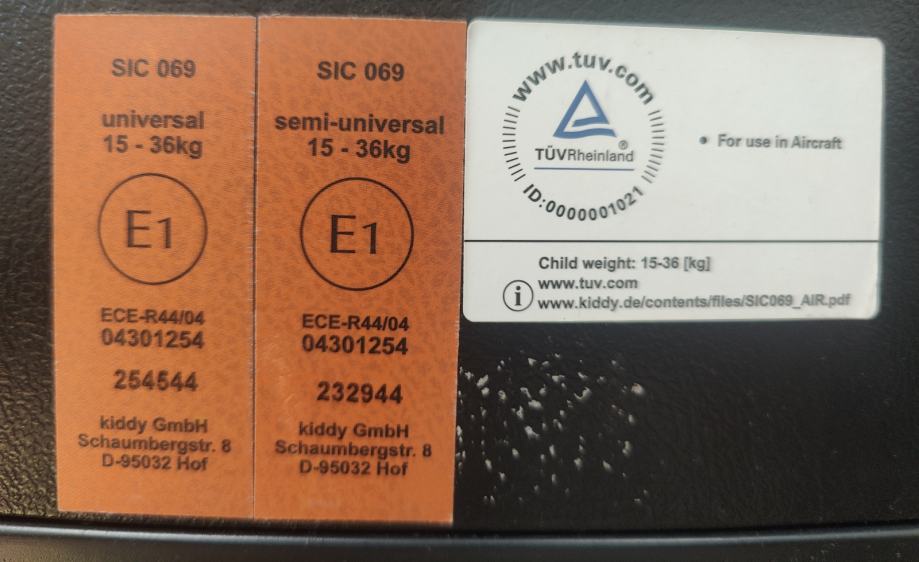 SIC 069
universal
15 - 36kg
E1
ECE-R44/04
04301254
254544
kiddy GmbH
Schaumbergstr. 8
D-95032 Hof
SIC 069
semi-universal
15 - 36kg
E1
ECE-R44/04
04301254
232944
kiddy GmbH
Schaumbergstr. 8
D-95032 Hof
www.tuv.com
TÜVRheinland®
ID:0000001021
• For use in Aircraft
Child weight: 15-36 [kg]
www.tuv.com
i www.kiddy.de/contents/files/SIC069_AIR.pdf